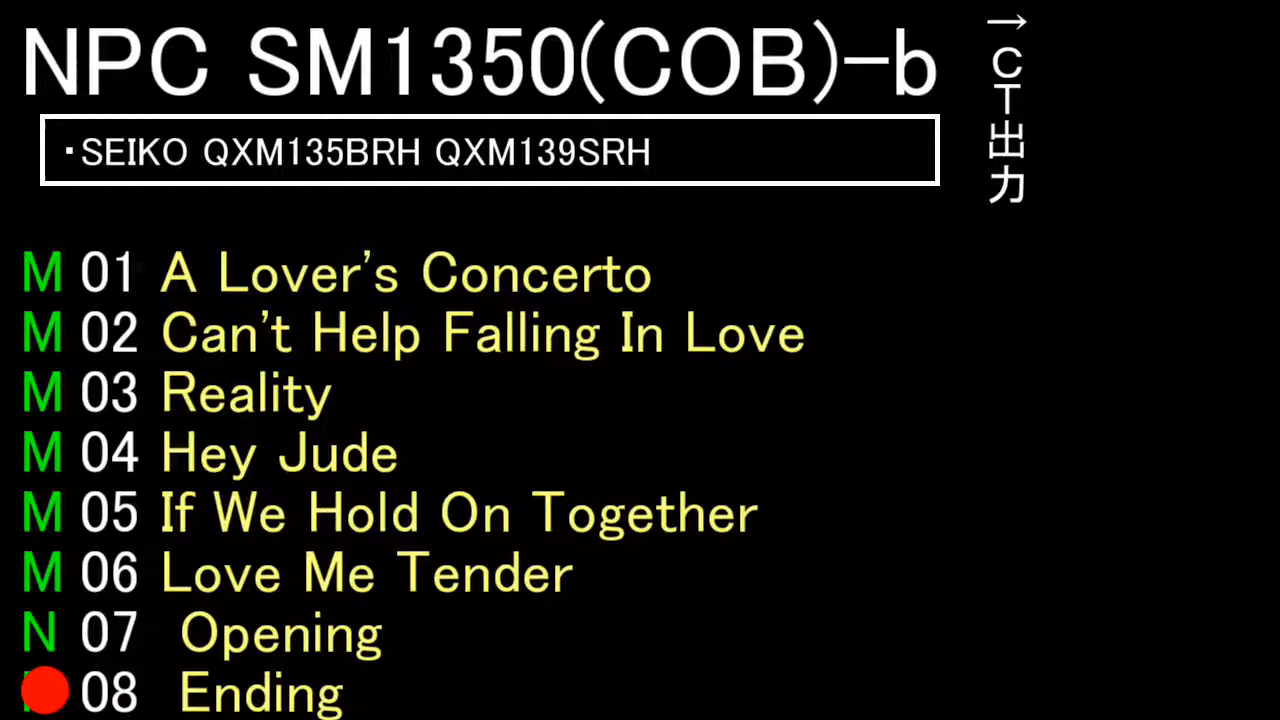 NPC SM1350(COB)-b
→CT出力
・SEIKO QXM135BRH QXM139SRH
M 01 A Lover's Concerto
M 02 Can't Help Falling In Love
M 03 Reality
M 04 Hey Jude
M 05 If We Hold On Together
M 06 Love Me Tender
N 07 Opening
08 Ending